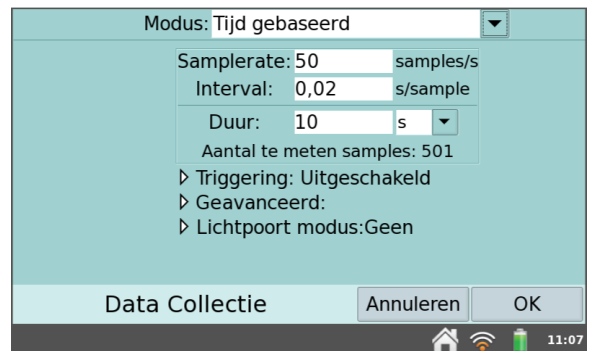 Modus: Tijd gebaseerd
Samplerate: 50 samples/s
Interval: 0,02 s/sample
Duur: 10 s
Aantal te meten samples: 501
Triggering: Uitgeschakeld
Geavanceerd:
Lichtpoort modus:Geen
Data Collectie Annuleren OK
11:07